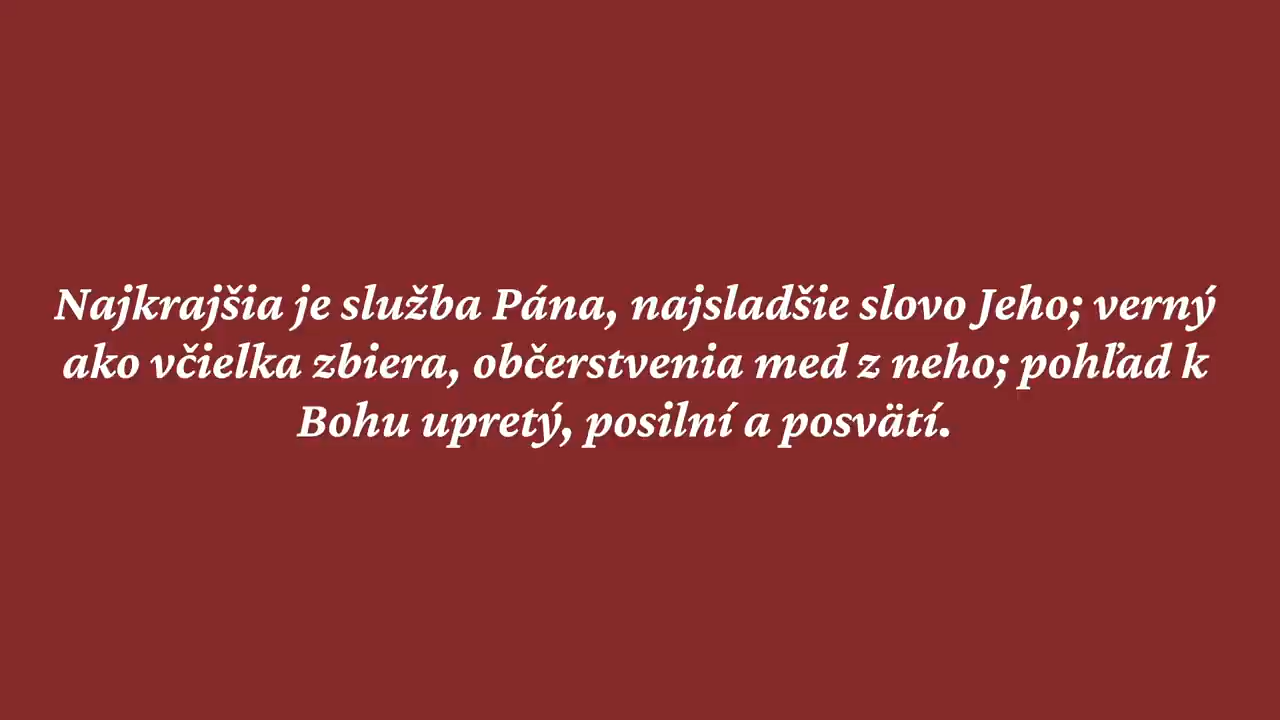 Najkrajšia je služba Pána, najsladšie slovo Jeho; verný
ako včielka zbiera, občerstvenia med z neho; pohľad k
Bohu upretý, posilní a posvätí.